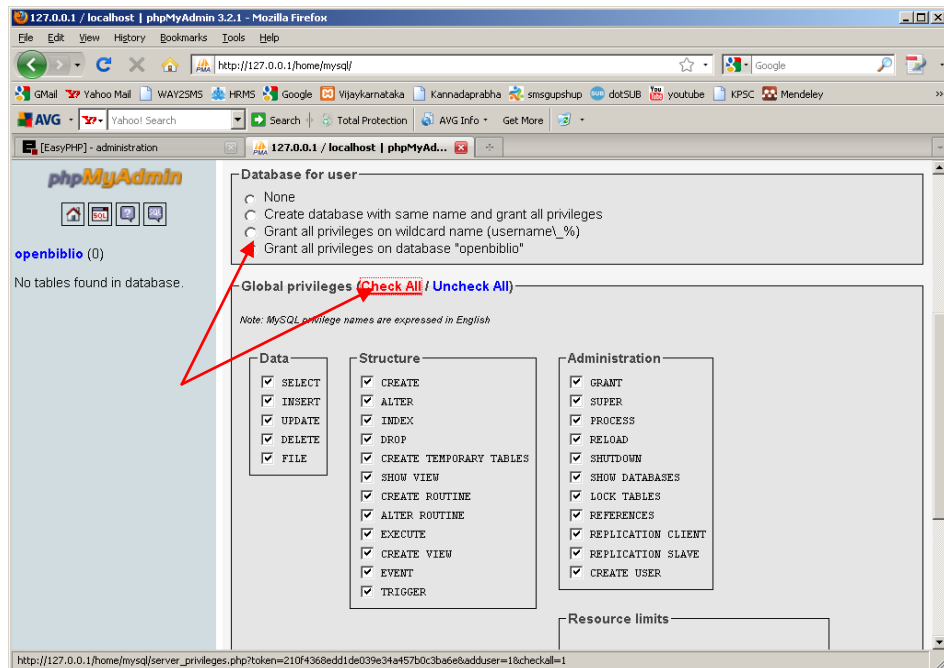 127.0.0.1 / localhost | phpMyAdmin 3.2.1 - Mozilla Firefox
File Edit View History Bookmarks Tools Help
PMA http://127.0.0.1/home/mysql/ Google
GMail Yahoo Mail WAY2SMS HRMS Google Vijaykarnataka Kannadaprabha smsgupshup dotSUB youtube KPSC Mendeley »
AVG Yahoo! Search Search Total Protection AVG Info Get More
[EasyPHP] - administration PMA 127.0.0.1 / localhost | phpMyAd...
phpMyAdmin
SQL
openbiblio (0)
No tables found in database.
Database for user
None
Create database with same name and grant all privileges
Grant all privileges on wildcard name (username\_%)
Grant all privileges on database "openbiblio"
Global privileges (Check All / Uncheck All)
Note: MySQL privilege names are expressed in English
Data
SELECT
INSERT
UPDATE
DELETE
FILE
Structure
CREATE
ALTER
INDEX
DROP
CREATE TEMPORARY TABLES
SHOW VIEW
CREATE ROUTINE
ALTER ROUTINE
EXECUTE
CREATE VIEW
EVENT
TRIGGER
Administration
GRANT
SUPER
PROCESS
RELOAD
SHUTDOWN
SHOW DATABASES
LOCK TABLES
REFERENCES
REPLICATION CLIENT
REPLICATION SLAVE
CREATE USER
Resource limits
http://127.0.0.1/home/mysql/server_privileges.php?token=210f4368edd1de039e34a457b0c3ba6e&adduser=1&checkall=1